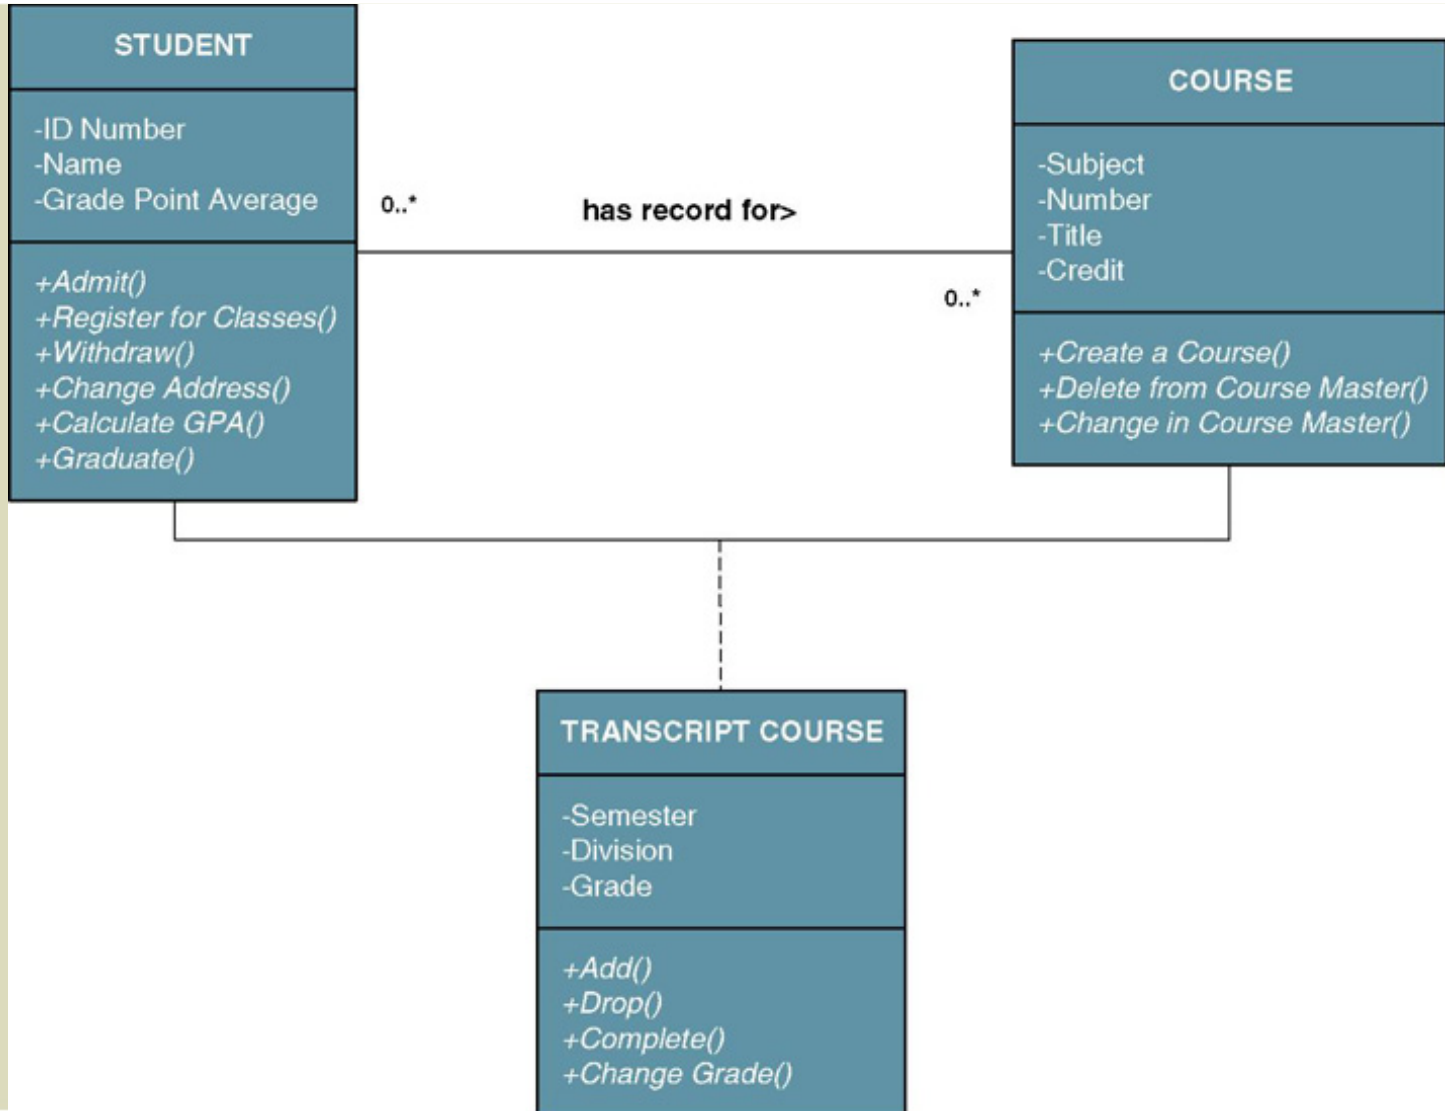 STUDENT
-ID Number
-Name
-Grade Point Average
+Admit()
+Register for Classes()
+Withdraw()
+Change Address()
+Calculate GPA()
+Graduate()
0..*
has record for>
0..*
COURSE
-Subject
-Number
-Title
-Credit
+Create a Course()
+Delete from Course Master()
+Change in Course Master()
TRANSCRIPT COURSE
-Semester
-Division
-Grade
+Add()
+Drop()
+Complete()
+Change Grade()